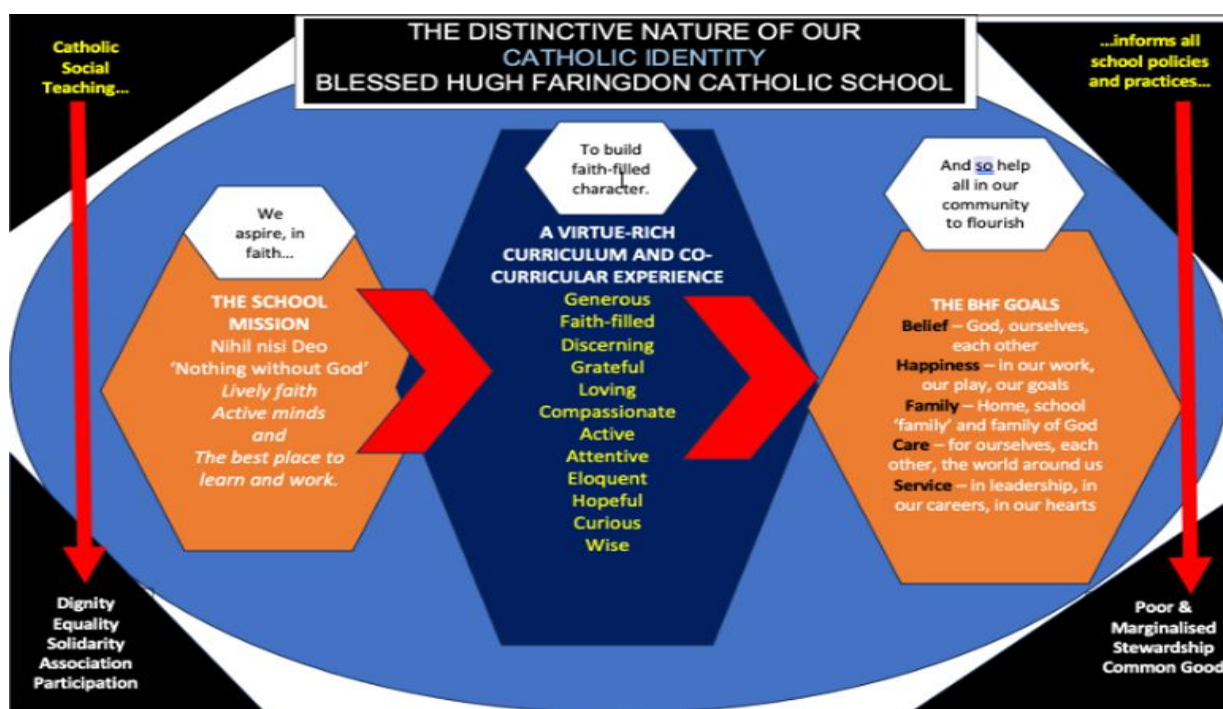 THE DISTINCTIVE NATURE OF OUR
CATHOLIC IDENTITY
BLESSED HUGH FARINGDON CATHOLIC SCHOOL
Catholic
Social
Teaching...
Dignity
Equality
Solidarity
Association
Participation
We
aspire, in
faith...
THE SCHOOL
MISSION
Nihil nisi Deo
‘Nothing without God’
Lively faith
Active minds
and
The best place to
learn and work.
To build
faith-filled
character.
A VIRTUE-RICH
CURRICULUM AND CO-
CURRICULAR EXPERIENCE
Generous
Faith-filled
Discerning
Grateful
Loving
Compassionate
Active
Attentive
Eloquent
Hopeful
Curious
Wise
And so help
all in our
community
to flourish
THE BHF GOALS
Belief – God, ourselves,
each other
Happiness – in our work,
our play, our goals
Family – Home, school
‘family’ and family of God
Care – for ourselves, each
other, the world around us
Service – in leadership, in
our careers, in our hearts
...informs all
school policies
and practices...
Poor &
Marginalised
Stewardship
Common Good